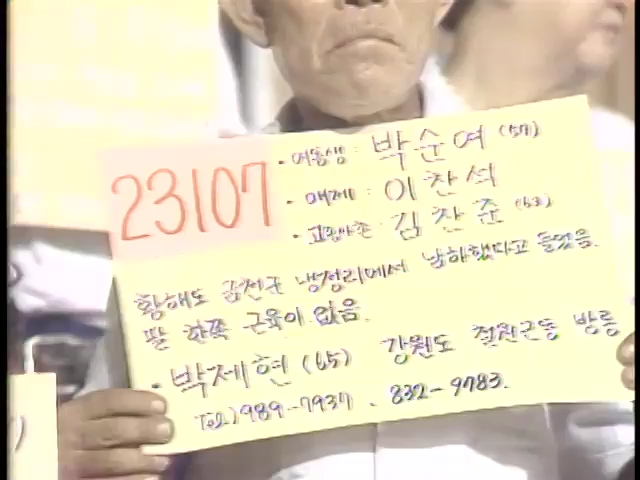 23107
· 여동생 : 박순여 (57)
· 매제 : 이찬석
· 고종사촌 : 김찬준 (63)
황해도 금천군 냉정리에서 남하했다고 들었음.
팔 한쪽 근육이 없음.
· 박제현 (65) 강원도 철원군동 방릉
Tel.) 989-7937 . 832-9783.